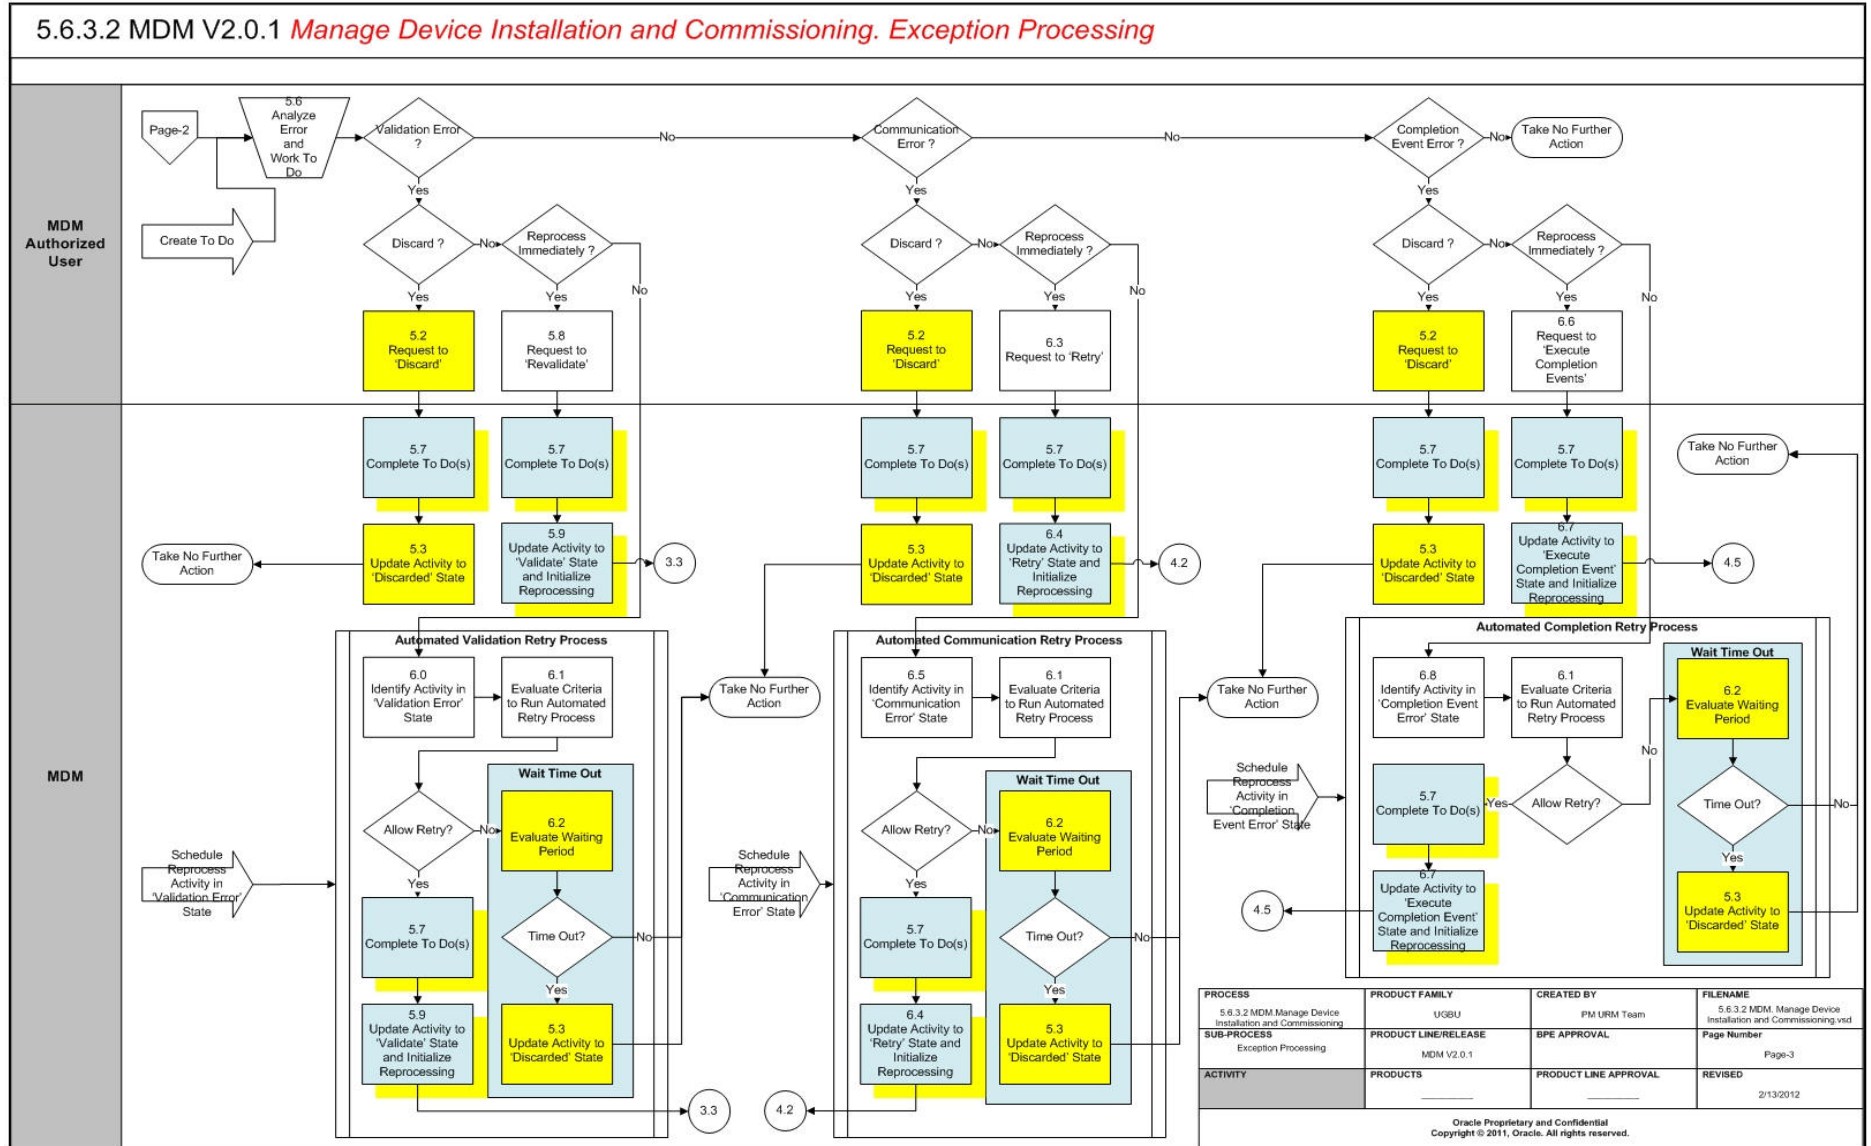 5.6.3.2 MDM V2.0.1 Manage Device Installation and Commissioning. Exception Processing
MDM
Authorized
User
Page-2
5.6
Analyze
Error
and
Work To
Do
Create To Do
Validation Error
?
No
Communication
Error ?
No
Completion
Event Error ?
No
Take No Further
Action
Yes
Yes
Yes
Discard ?
No
Reprocess
Immediately ?
No
Discard ?
No
Reprocess
Immediately ?
No
Discard ?
No
Reprocess
Immediately ?
No
Yes
Yes
Yes
Yes
Yes
Yes
5.2
Request to
'Discard'
5.8
Request to
'Revalidate'
5.2
Request to
'Discard'
6.3
Request to 'Retry'
5.2
Request to
'Discard'
6.6
Request to
'Execute
Completion
Events'
MDM
5.7
Complete To Do(s)
5.7
Complete To Do(s)
5.7
Complete To Do(s)
5.7
Complete To Do(s)
5.7
Complete To Do(s)
5.7
Complete To Do(s)
Take No Further
Action
Take No Further
Action
5.3
Update Activity to
'Discarded' State
5.9
Update Activity to
'Validate' State
and Initialize
Reprocessing
3.3
5.3
Update Activity to
'Discarded' State
6.4
Update Activity to
'Retry' State and
Initialize
Reprocessing
4.2
5.3
Update Activity to
'Discarded' State
6.7
Update Activity to
'Execute
Completion Event'
State and Initialize
Reprocessing
4.5
Automated Validation Retry Process
6.0
Identify Activity in
'Validation Error'
State
6.1
Evaluate Criteria
to Run Automated
Retry Process
Take No Further
Action
Allow Retry?
No
Wait Time Out
6.2
Evaluate Waiting
Period
Yes
Schedule
Reprocess
Activity in
'Validation Error'
State
5.7
Complete To Do(s)
Time Out?
No
Yes
5.9
Update Activity to
'Validate' State
and Initialize
Reprocessing
5.3
Update Activity to
'Discarded' State
3.3
Automated Communication Retry Process
6.5
Identify Activity in
'Communication
Error' State
6.1
Evaluate Criteria
to Run Automated
Retry Process
Take No Further
Action
Allow Retry?
No
Wait Time Out
6.2
Evaluate Waiting
Period
Yes
Schedule
Reprocess
Activity in
'Communication
Error' State
5.7
Complete To Do(s)
Time Out?
No
Yes
6.4
Update Activity to
'Retry' State and
Initialize
Reprocessing
5.3
Update Activity to
'Discarded' State
4.2
Automated Completion Retry Process
6.8
Identify Activity in
'Completion Event
Error' State
6.1
Evaluate Criteria
to Run Automated
Retry Process
Wait Time Out
6.2
Evaluate Waiting
Period
No
Schedule
Reprocess
Activity in
'Completion
Event Error' State
5.7
Complete To Do(s)
Yes
Allow Retry?
Time Out?
No
Yes
4.5
6.7
Update Activity to
'Execute
Completion Event'
State and Initialize
Reprocessing
5.3
Update Activity to
'Discarded' State
PROCESS
5.6.3.2 MDM.Manage Device
Installation and Commissioning
PRODUCT FAMILY
UGBU
CREATED BY
PM URM Team
FILENAME
5.6.3.2 MDM. Manage Device
Installation and Commissioning.vsd
SUB-PROCESS
Exception Processing
PRODUCT LINE/RELEASE
MDM V2.0.1
BPE APPROVAL
Page Number
Page-3
ACTIVITY
PRODUCTS
PRODUCT LINE APPROVAL
REVISED
2/13/2012
Oracle Proprietary and Confidential
Copyright © 2011, Oracle. All rights reserved.